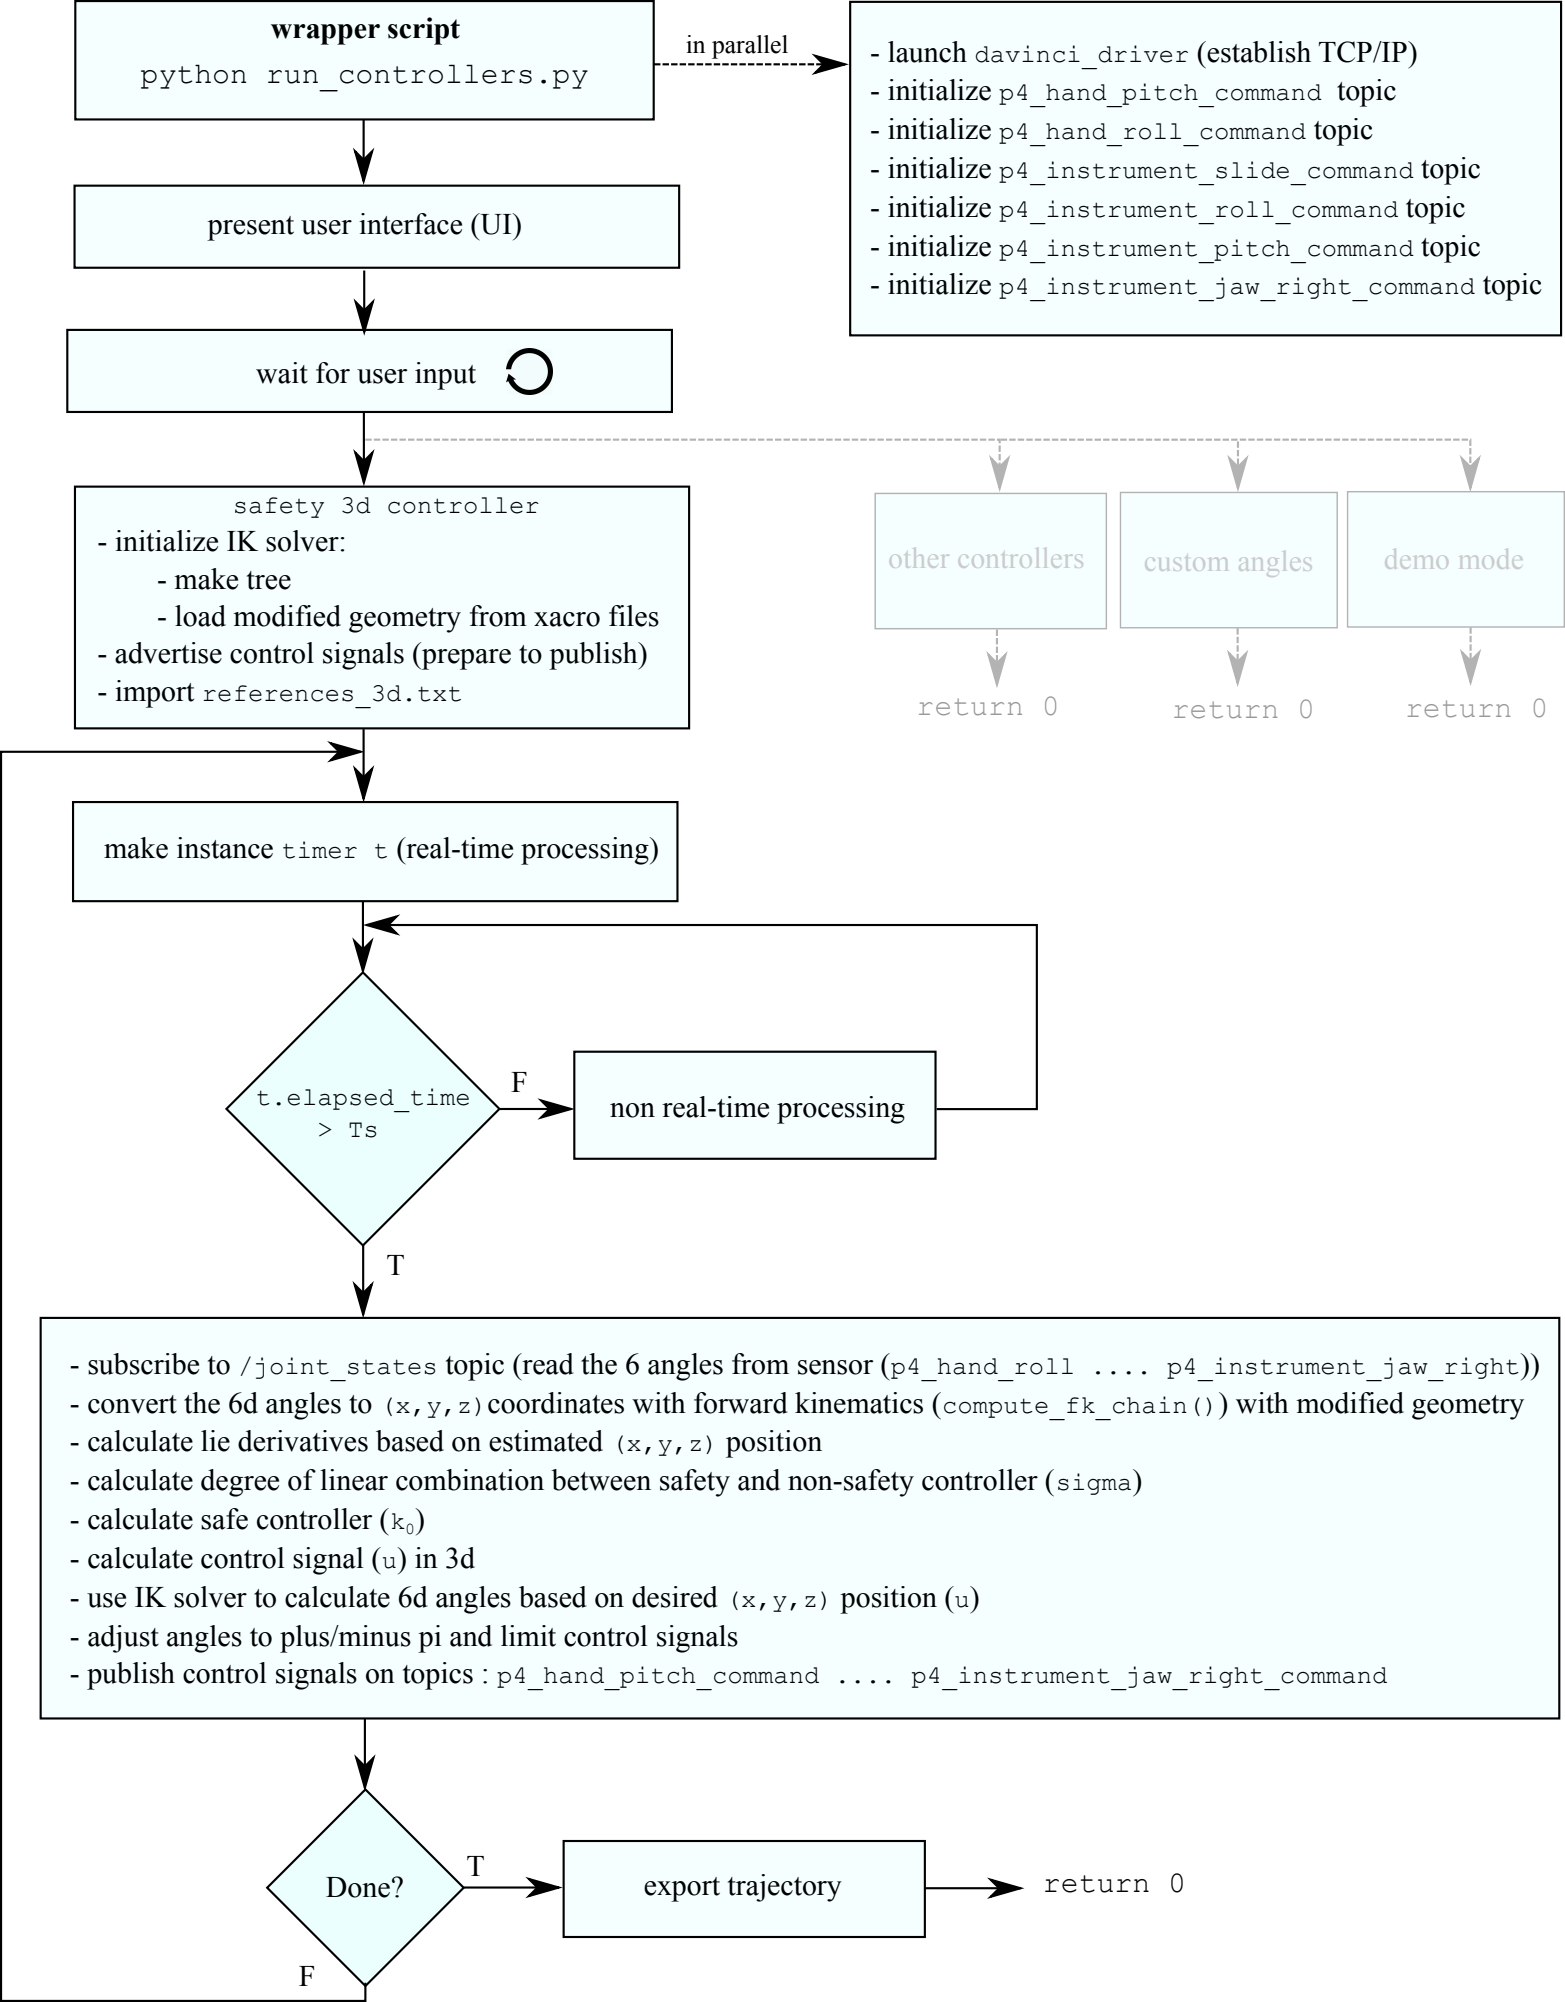 wrapper script
python run_controllers.py
in parallel
- launch davinci_driver (establish TCP/IP)
- initialize p4_hand_pitch_command topic
- initialize p4_hand_roll_command topic
- initialize p4_instrument_slide_command topic
- initialize p4_instrument_roll_command topic
- initialize p4_instrument_pitch_command topic
- initialize p4_instrument_jaw_right_command topic
present user interface (UI)
wait for user input
safety 3d controller
- initialize IK solver:
- make tree
- load modified geometry from xacro files
- advertise control signals (prepare to publish)
- import references_3d.txt
other controllers
custom angles
demo mode
return 0
return 0
return 0
make instance timer t (real-time processing)
t.elapsed_time
> Ts
F
non real-time processing
T
- subscribe to /joint_states topic (read the 6 angles from sensor (p4_hand_roll .... p4_instrument_jaw_right))
- convert the 6d angles to (x,y,z)coordinates with forward kinematics (compute_fk_chain()) with modified geometry
- calculate lie derivatives based on estimated (x,y,z) position
- calculate degree of linear combination between safety and non-safety controller (sigma)
- calculate safe controller (k₀)
- calculate control signal (u) in 3d
- use IK solver to calculate 6d angles based on desired (x,y,z) position (u)
- adjust angles to plus/minus pi and limit control signals
- publish control signals on topics : p4_hand_pitch_command .... p4_instrument_jaw_right_command
Done?
T
export trajectory
return 0
F